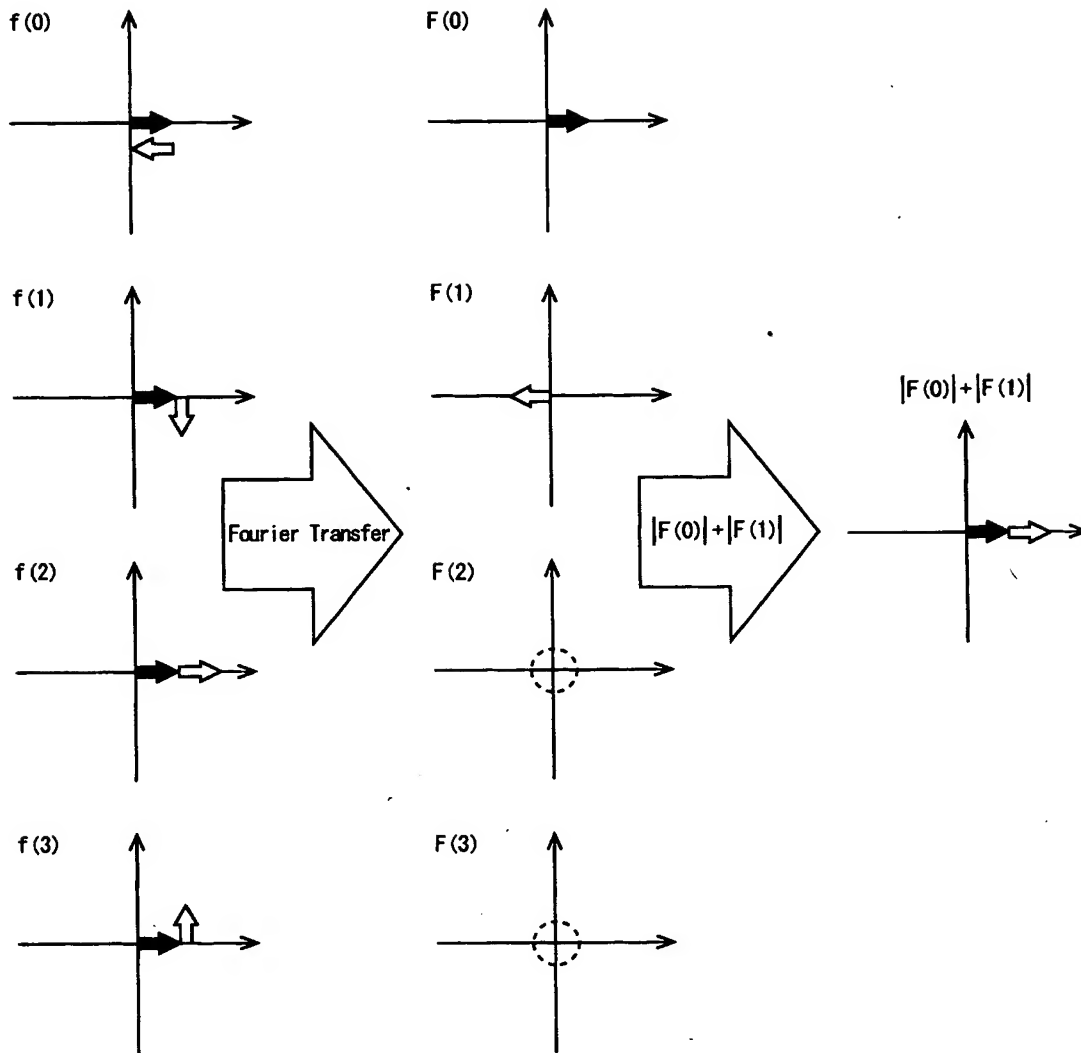 f(0)
F(0)
f(1)
F(1)
|F(0)|+|F(1)|
Fourier Transfer
|F(0)|+|F(1)|
f(2)
F(2)
f(3)
F(3)